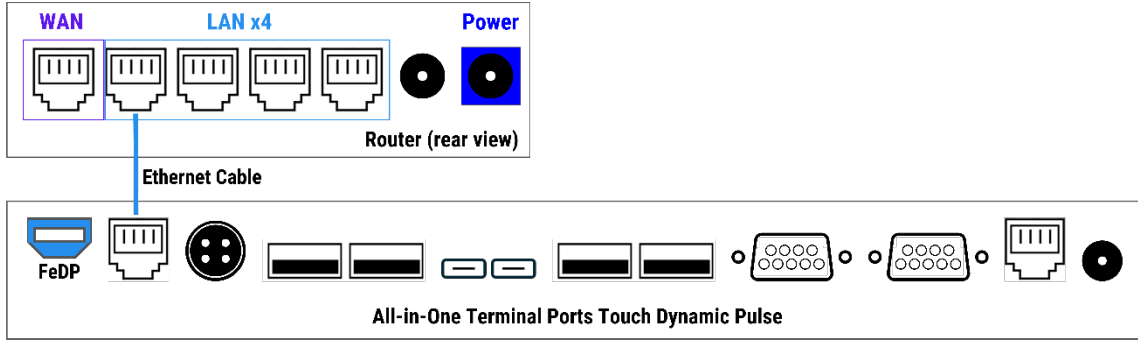 WAN
LAN x4
Power
Router (rear view)
Ethernet Cable
FeDP
All-in-One Terminal Ports Touch Dynamic Pulse